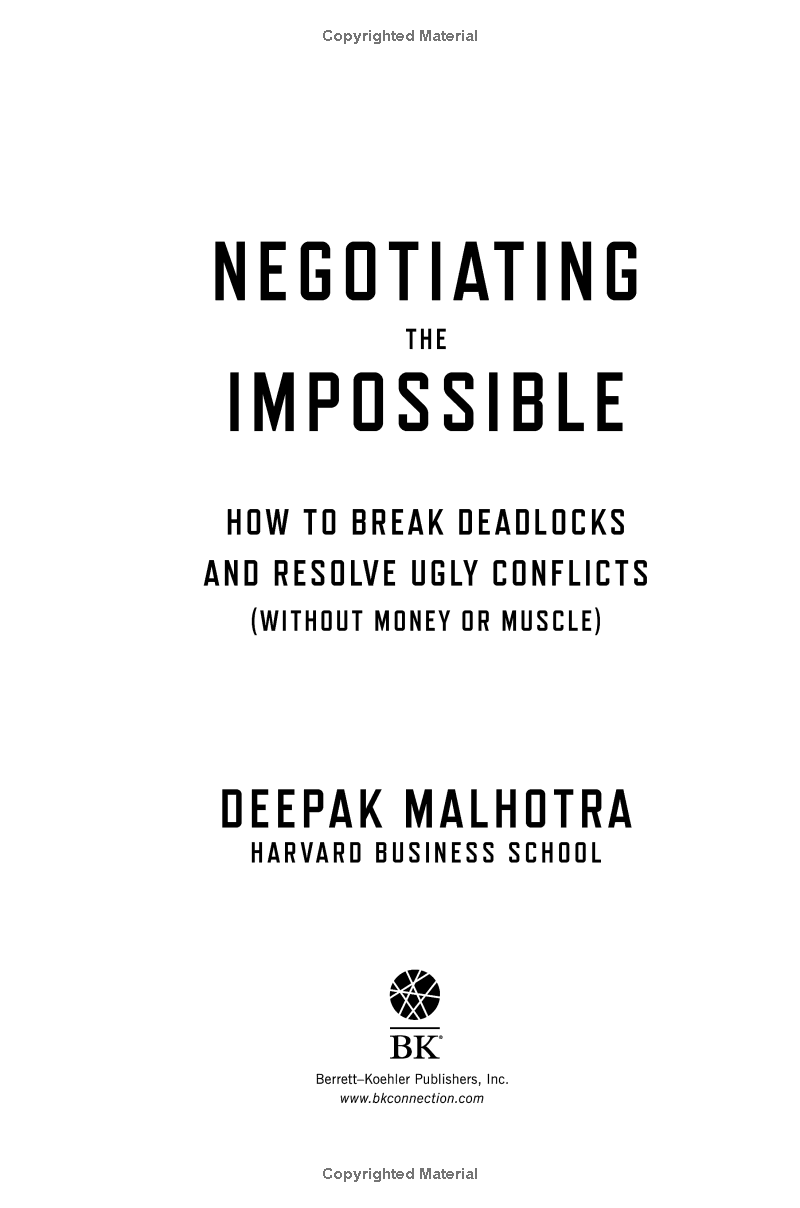 Copyrighted Material
NEGOTIATING
THE
IMPOSSIBLE
HOW TO BREAK DEADLOCKS
AND RESOLVE UGLY CONFLICTS
(WITHOUT MONEY OR MUSCLE)
DEEPAK MALHOTRA
HARVARD BUSINESS SCHOOL
BK®
Berrett–Koehler Publishers, Inc.
www.bkconnection.com
Copyrighted Material